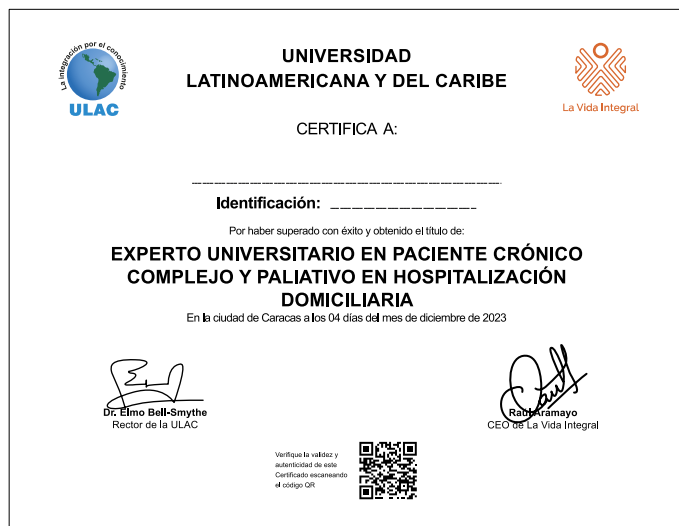 La integración por el conocimiento
ULAC
UNIVERSIDAD
LATINOAMERICANA Y DEL CARIBE
La Vida Integral
CERTIFICA A:
Identificación:
Por haber superado con éxito y obtenido el título de:
EXPERTO UNIVERSITARIO EN PACIENTE CRÓNICO
COMPLEJO Y PALIATIVO EN HOSPITALIZACIÓN
DOMICILIARIA
En la ciudad de Caracas a los 04 días del mes de diciembre de 2023
Dr. Elmo Bell-Smythe
Rector de la ULAC
Raúl Aramayo
CEO de La Vida Integral
Verifique la validez y
autenticidad de este
Certificado escaneando
el código QR